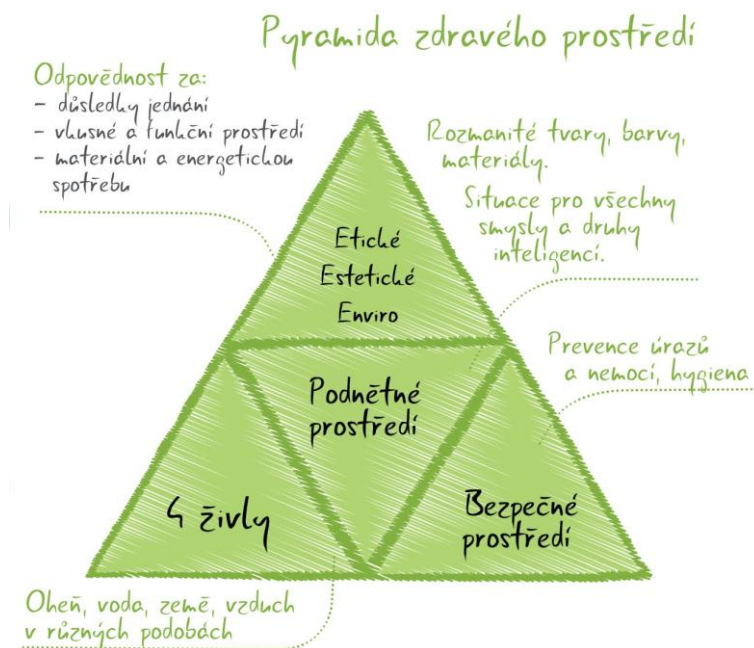 Pyramida zdravého prostředí
Odpovědnost za:
– důsledky jednání
– vkusné a funkční prostředí
– materiální a energetickou
spotřebu
Rozmanité tvary, barvy,
materiály.
Situace pro všechny
smysly a druhy
inteligencí.
Etické
Estetické
Enviro
Prevence úrazů
a nemocí, hygiena
Podnětné
prostředí
4 živly
Bezpečné
prostředí
Oheň, voda, země, vzduch
v různých podobách